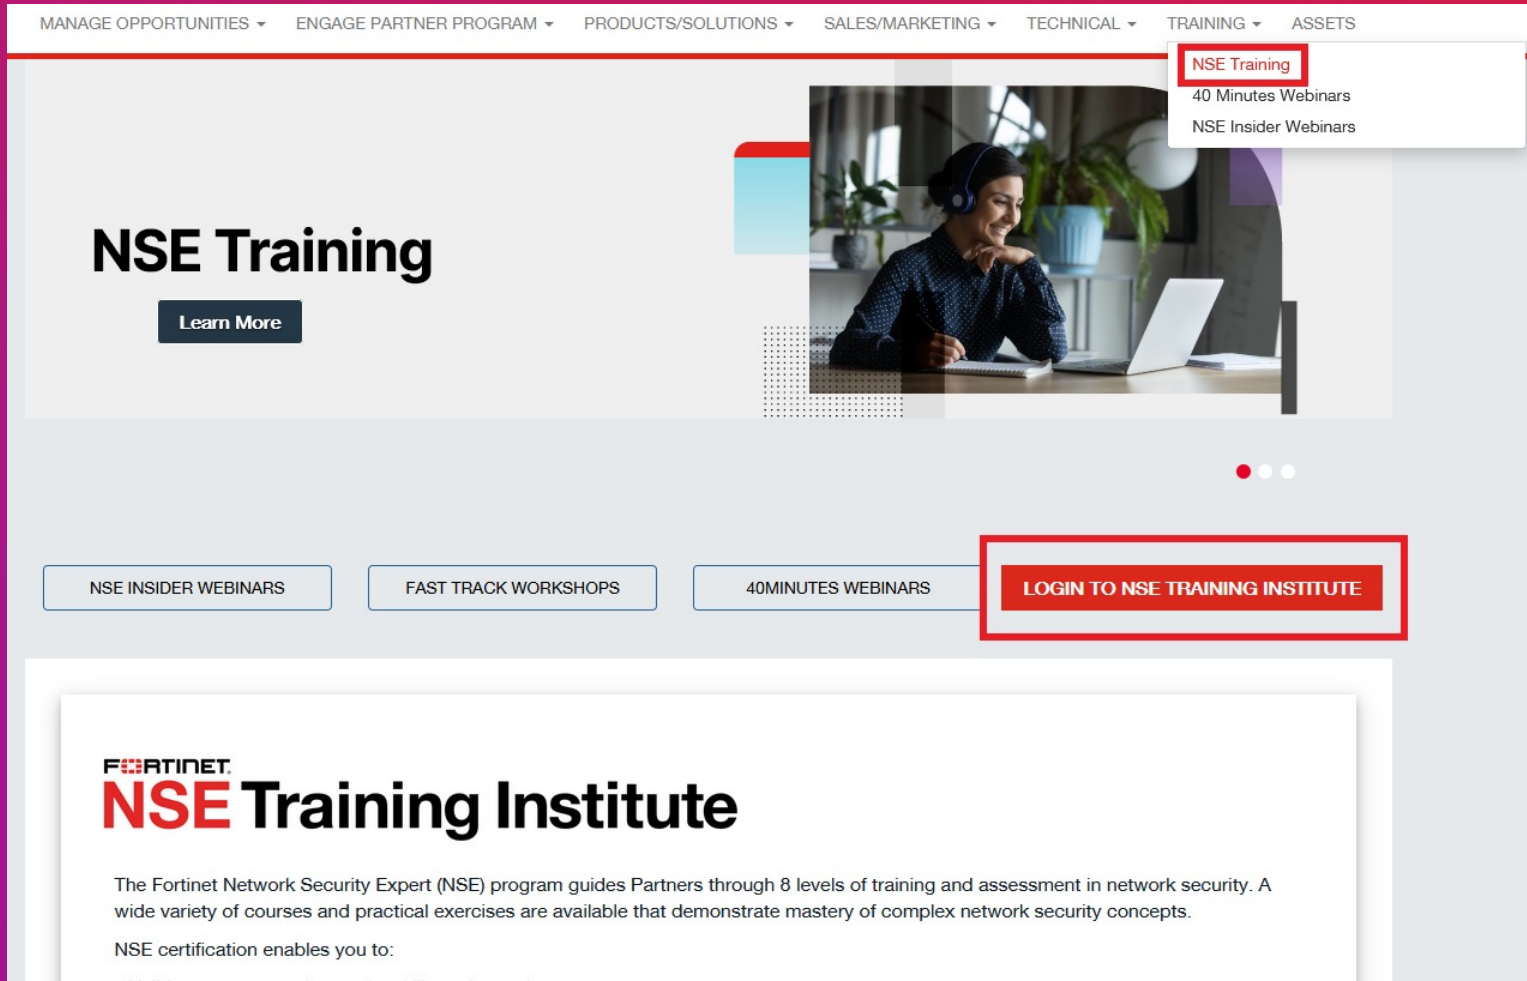 MANAGE OPPORTUNITIES ENGAGE PARTNER PROGRAM PRODUCTS/SOLUTIONS SALES/MARKETING TECHNICAL TRAINING ASSETS
NSE Training
40 Minutes Webinars
NSE Insider Webinars
NSE Training
Learn More
NSE INSIDER WEBINARS
FAST TRACK WORKSHOPS
40MINUTES WEBINARS
LOGIN TO NSE TRAINING INSTITUTE
FORTINET
NSE Training Institute
The Fortinet Network Security Expert (NSE) program guides Partners through 8 levels of training and assessment in network security. A
wide variety of courses and practical exercises are available that demonstrate mastery of complex network security concepts.
NSE certification enables you to: